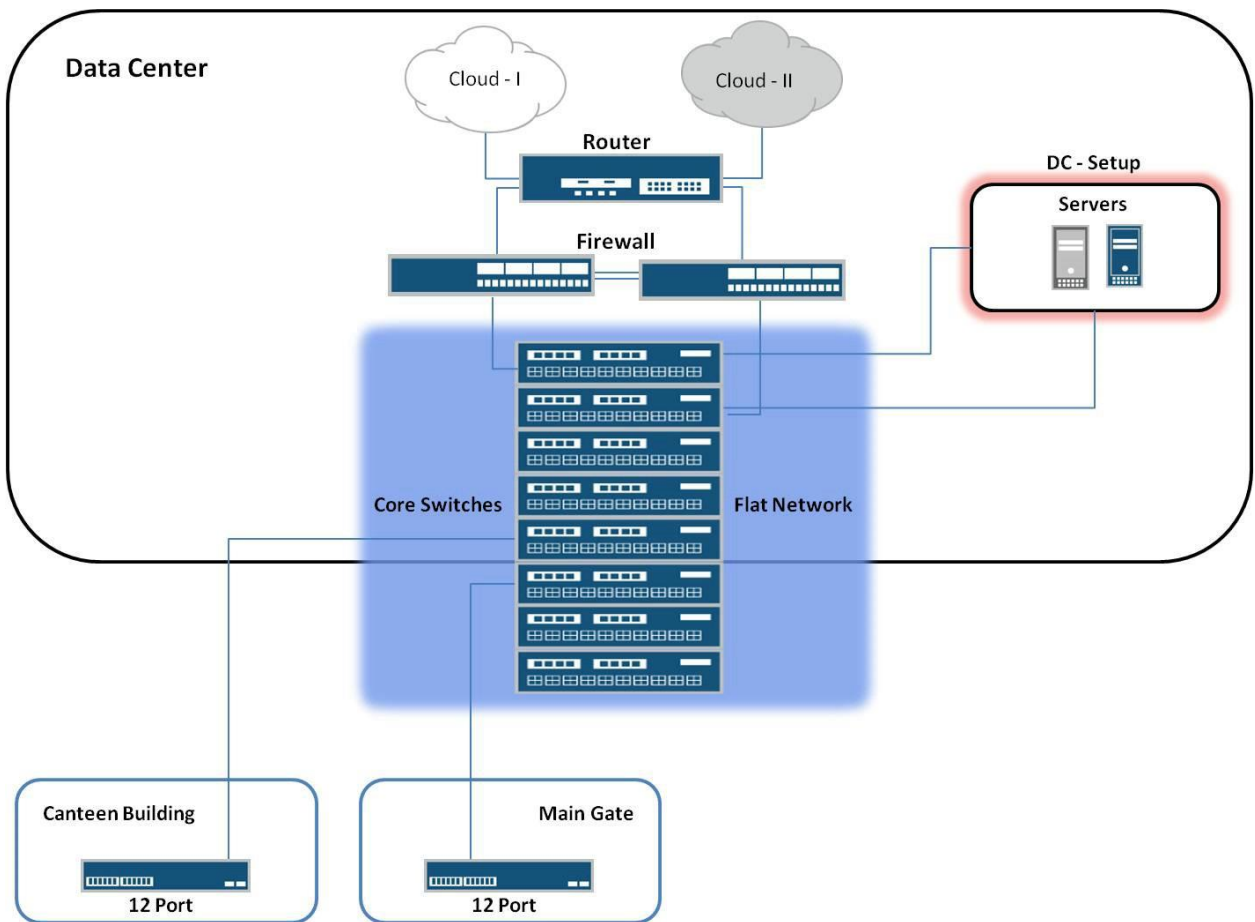 Data Center
Cloud - I
Cloud - II
Router
DC - Setup
Servers
Firewall
Core Switches
Flat Network
Canteen Building
12 Port
Main Gate
12 Port